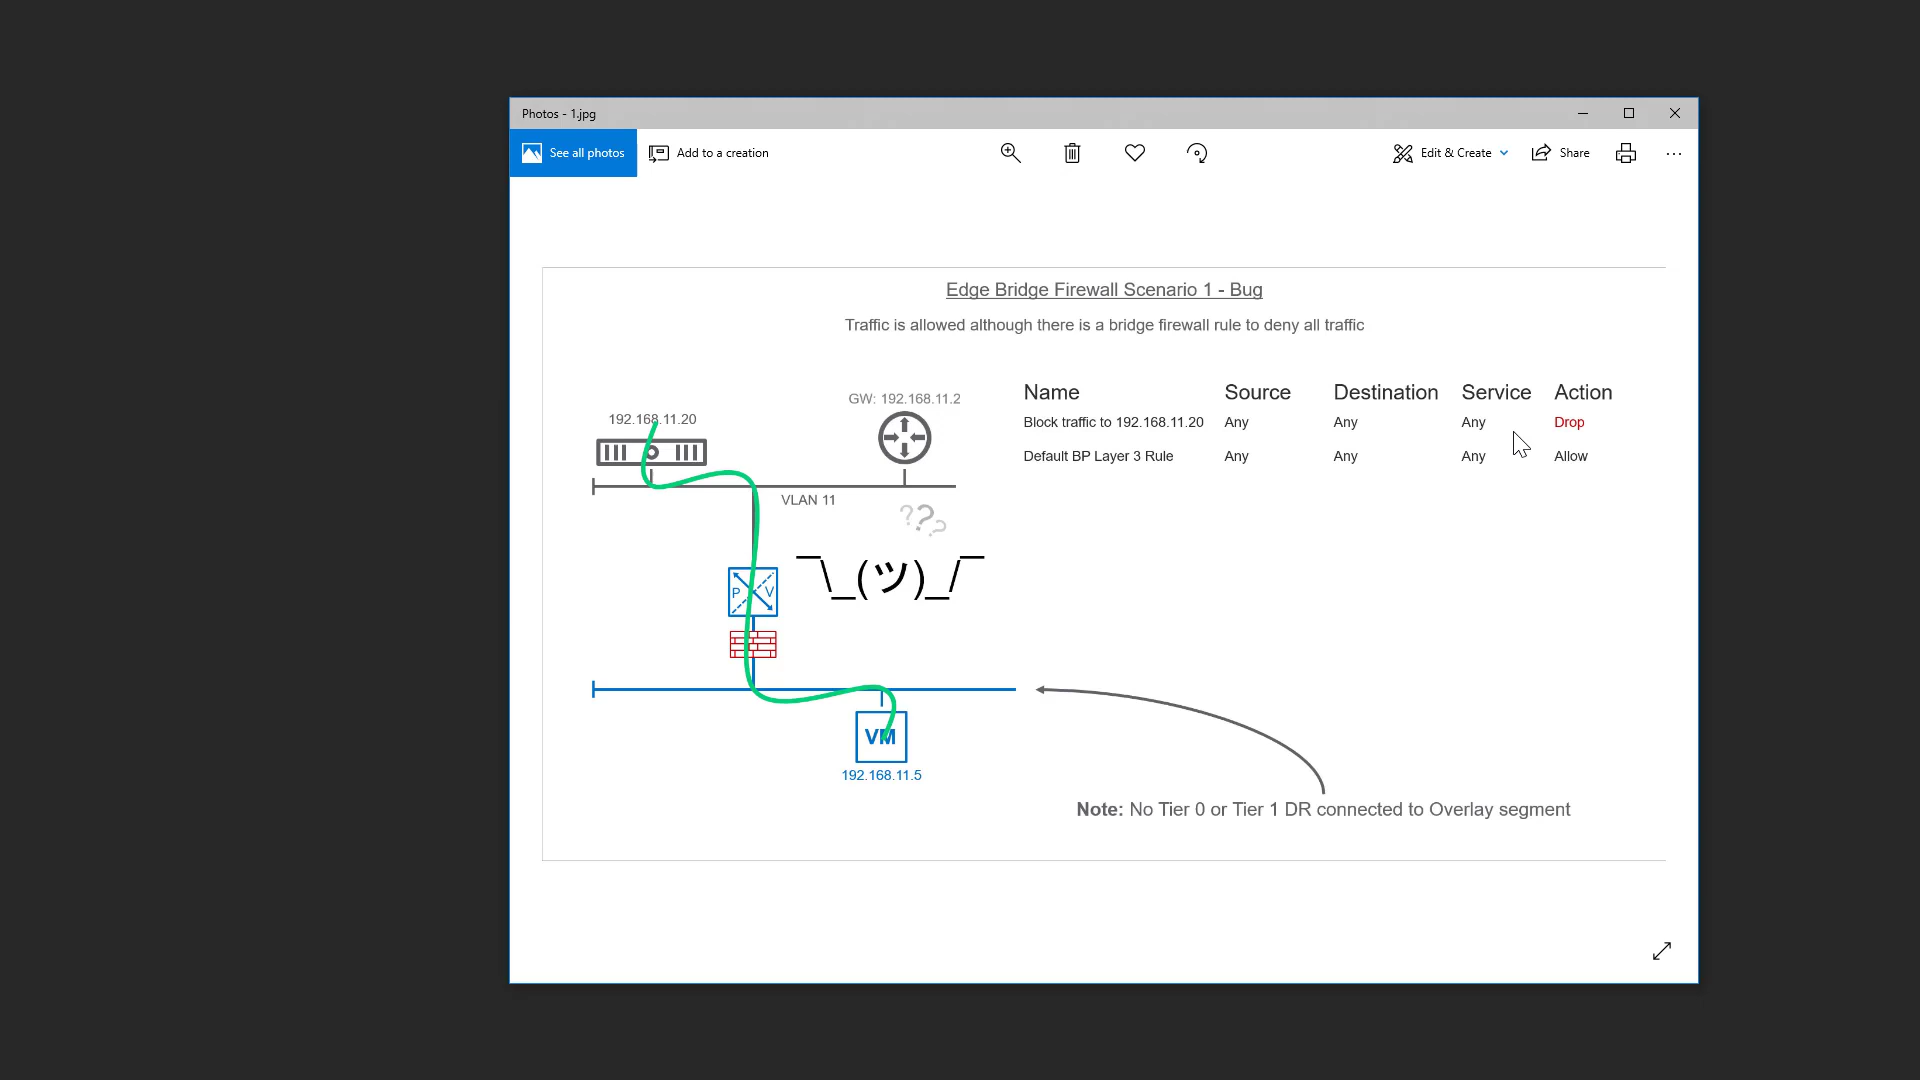 Photos - 1.jpg
See all photos
Add to a creation
Edit & Create
Share
Edge Bridge Firewall Scenario 1 - Bug
Traffic is allowed although there is a bridge firewall rule to deny all traffic
192.168.11.20
GW: 192.168.11.2
VLAN 11
???
¯\_(ツ)_/¯
P V
VM
192.168.11.5
Name Source Destination Service Action
Block traffic to 192.168.11.20 Any Any Any Drop
Default BP Layer 3 Rule Any Any Any Allow
Note: No Tier 0 or Tier 1 DR connected to Overlay segment